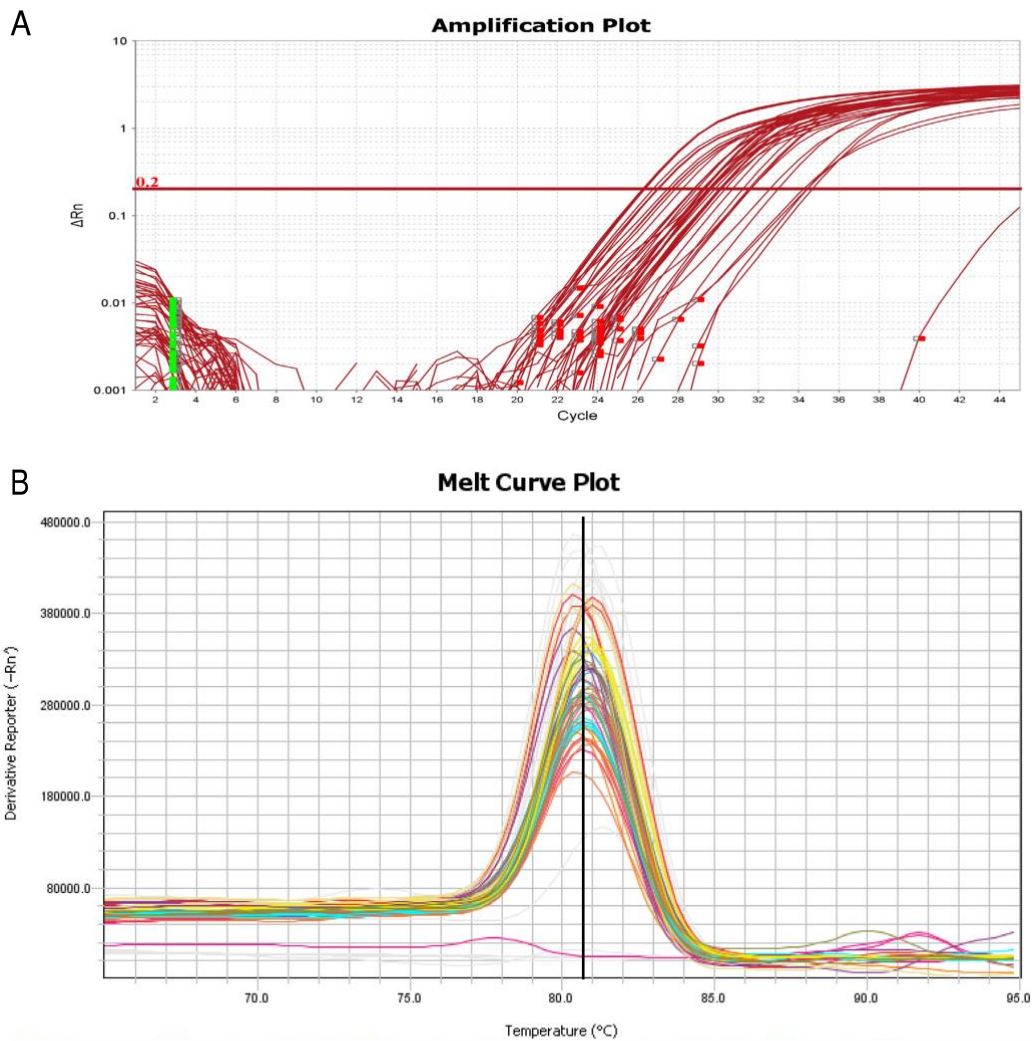 A
Amplification Plot
10
1
0.2
0.1
0.01
0.001
ΔRn
2 4 6 8 10 12 14 16 18 20 22 24 26 28 30 32 34 36 38 40 42 44
Cycle
B
Melt Curve Plot
480000.0
380000.0
280000.0
180000.0
80000.0
Derivative Reporter (−Rn′)
70.0 75.0 80.0 85.0 90.0 95.0
Temperature (°C)